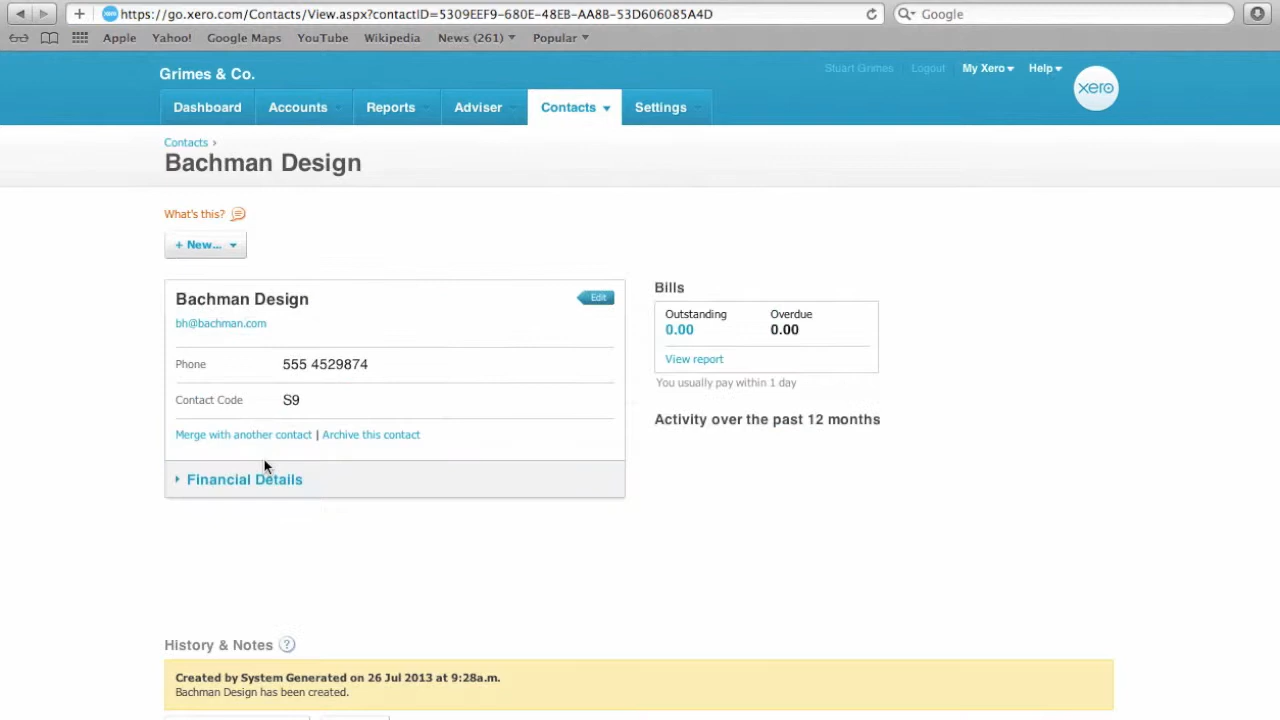 https://go.xero.com/Contacts/View.aspx?contactID=5309EEF9-680E-48EB-AA8B-53D606085A4D
Google
Apple Yahoo! Google Maps YouTube Wikipedia News (261) Popular
Grimes & Co.
Stuart Grimes Logout My Xero Help
xero
Dashboard Accounts Reports Adviser Contacts Settings
Contacts ›
Bachman Design
What's this?
+ New...
Bachman Design
Edit
bh@bachman.com
Phone 555 4529874
Contact Code S9
Merge with another contact | Archive this contact
Financial Details
Bills
Outstanding Overdue
0.00 0.00
View report
You usually pay within 1 day
Activity over the past 12 months
History & Notes ?
Created by System Generated on 26 Jul 2013 at 9:28a.m.
Bachman Design has been created.